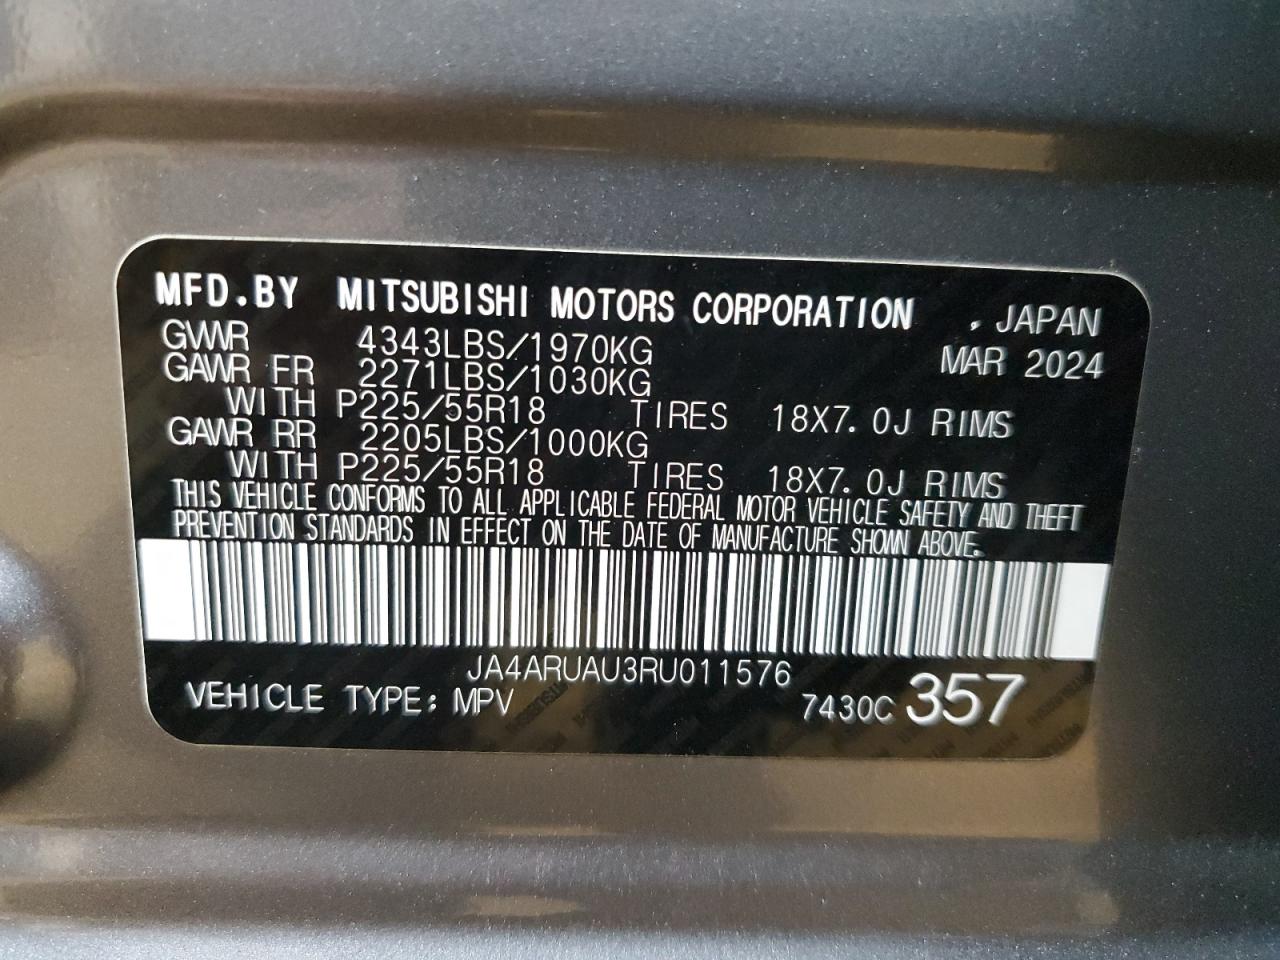 MFD.BY MITSUBISHI MOTORS CORPORATION , JAPAN
GVWR 4343LBS/1970KG MAR 2024
GAWR FR 2271LBS/1030KG
WITH P225/55R18 TIRES 18X7.0J RIMS
GAWR RR 2205LBS/1000KG
WITH P225/55R18 TIRES 18X7.0J RIMS
THIS VEHICLE CONFORMS TO ALL APPLICABLE FEDERAL MOTOR VEHICLE SAFETY AND THEFT
PREVENTION STANDARDS IN EFFECT ON THE DATE OF MANUFACTURE SHOWN ABOVE.
JA4ARUAU3RU011576
VEHICLE TYPE: MPV 7430C 357